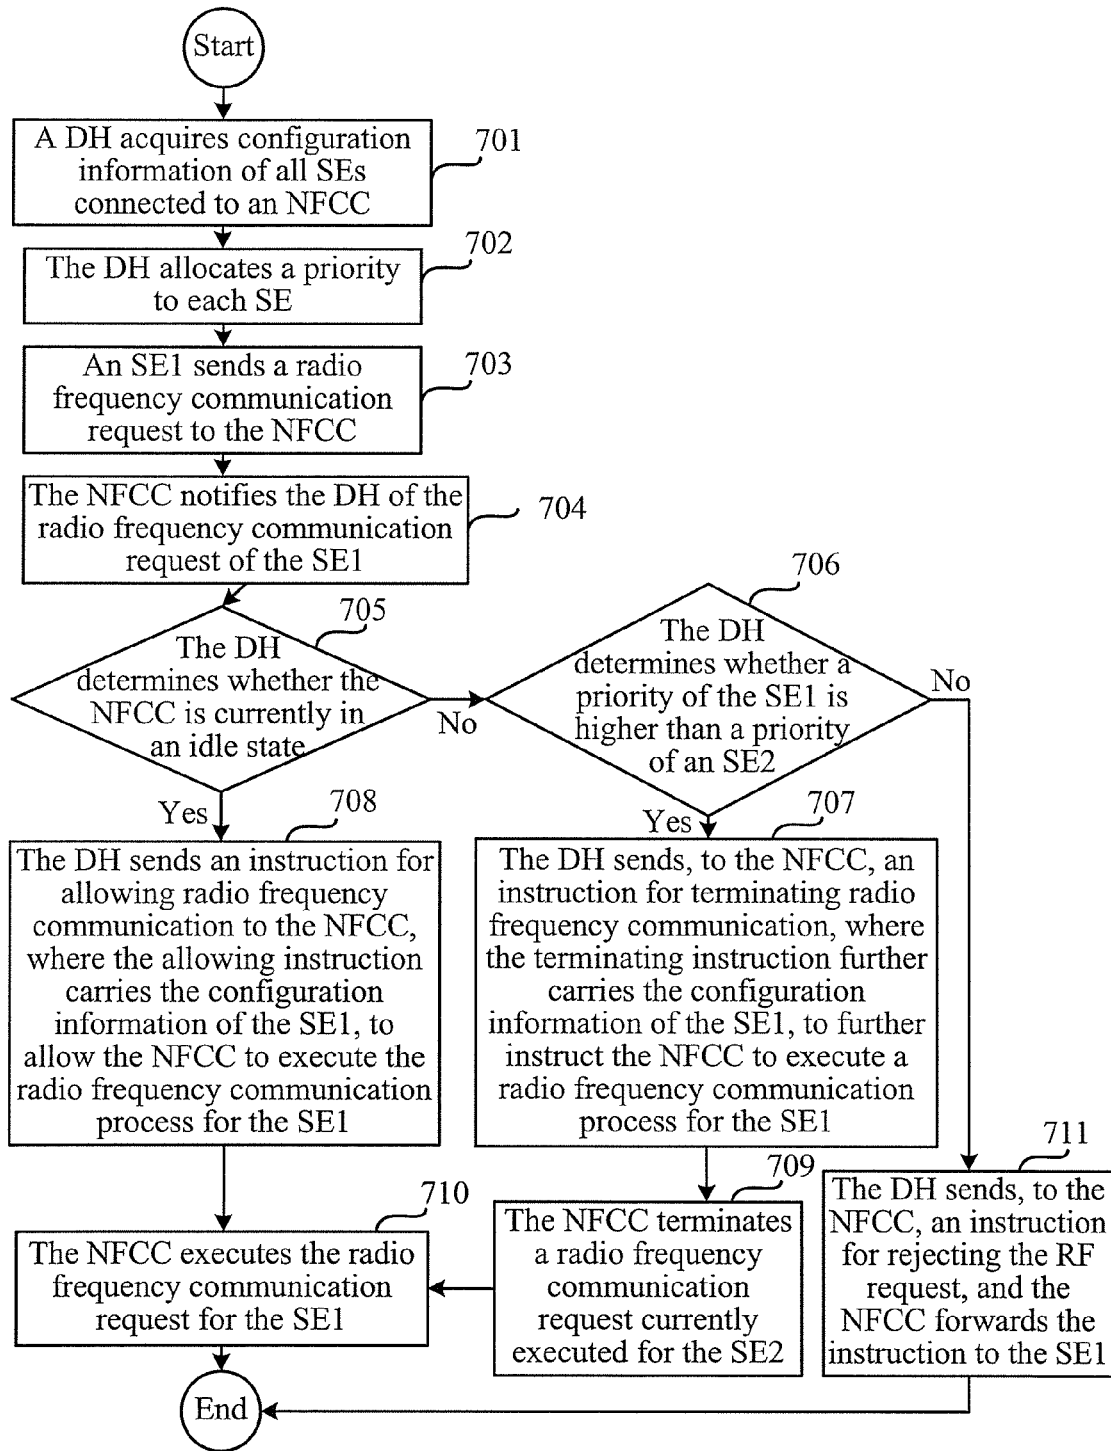 Start
A DH acquires configuration
information of all SEs
connected to an NFCC
701
The DH allocates a priority
to each SE
702
An SE1 sends a radio
frequency communication
request to the NFCC
703
The NFCC notifies the DH of the
radio frequency communication
request of the SE1
704
The DH
determines whether the
NFCC is currently in
an idle state
705
No
Yes
The DH
determines whether a
priority of the SE1 is
higher than a priority
of an SE2
706
No
Yes
The DH sends an instruction for
allowing radio frequency
communication to the NFCC,
where the allowing instruction
carries the configuration
information of the SE1, to
allow the NFCC to execute the
radio frequency communication
process for the SE1
708
The DH sends, to the NFCC, an
instruction for terminating radio
frequency communication, where
the terminating instruction further
carries the configuration
information of the SE1, to further
instruct the NFCC to execute a
radio frequency communication
process for the SE1
707
The NFCC executes the radio
frequency communication
request for the SE1
710
The NFCC terminates
a radio frequency
communication
request currently
executed for the SE2
709
The DH sends, to the
NFCC, an instruction
for rejecting the RF
request, and the
NFCC forwards the
instruction to the SE1
711
End